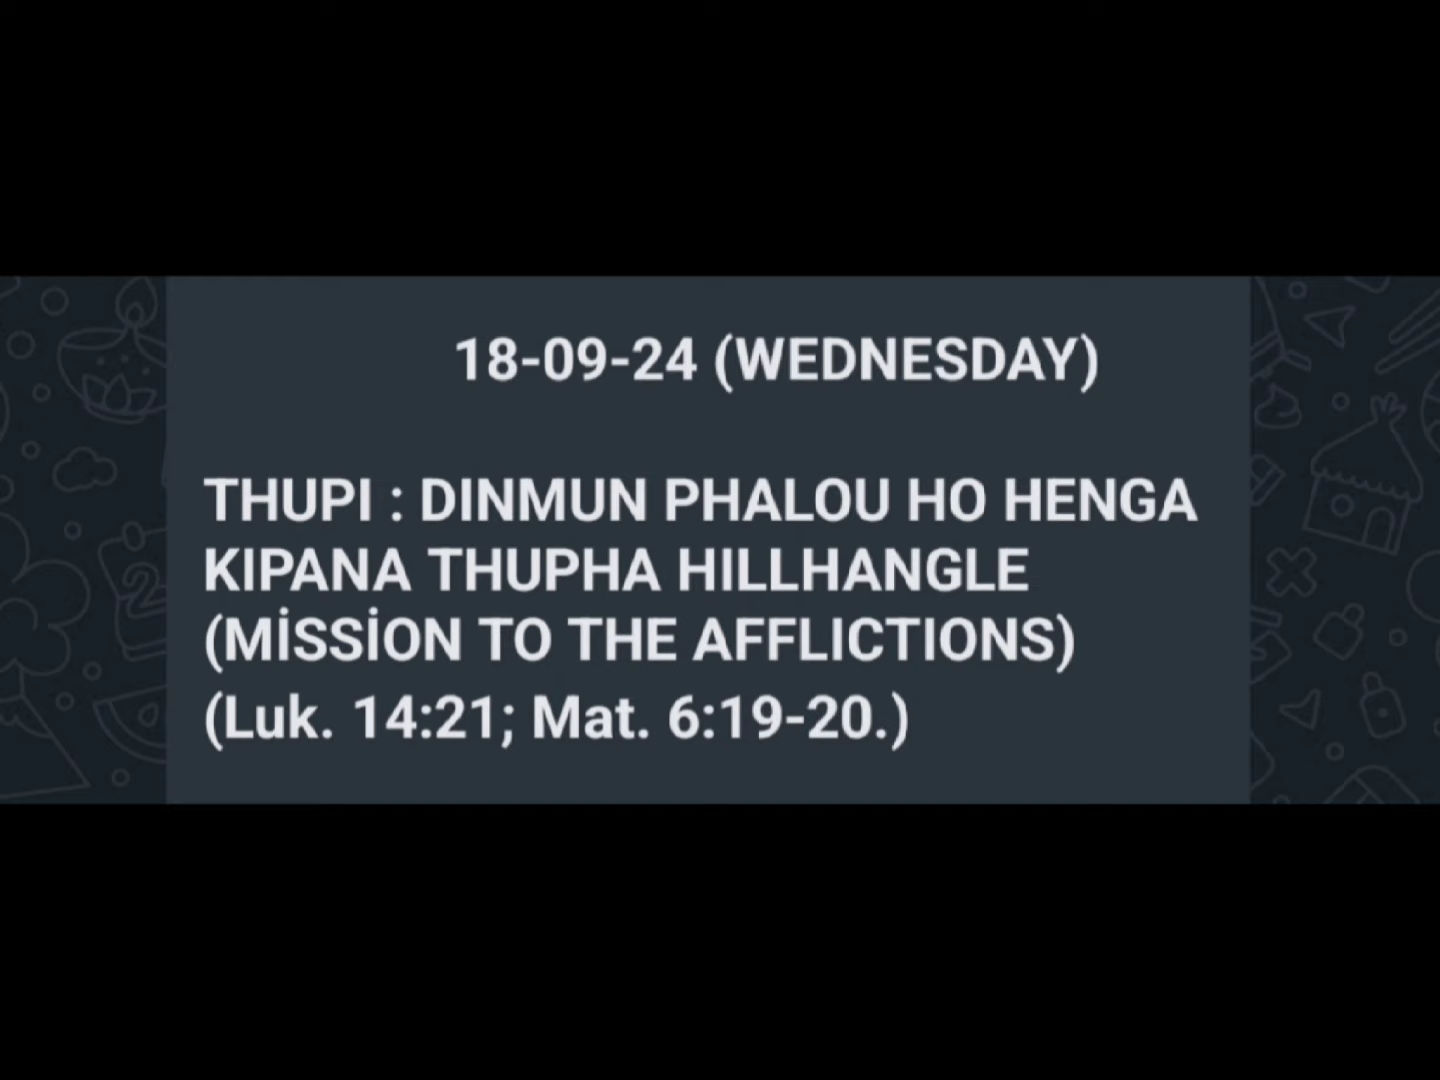 18-09-24 (WEDNESDAY)
THUPI : DINMUN PHALOU HO HENGA
KIPANA THUPHA HILLHANGLE
(MİSSİON TO THE AFFLICTIONS)
(Luk. 14:21; Mat. 6:19-20.)